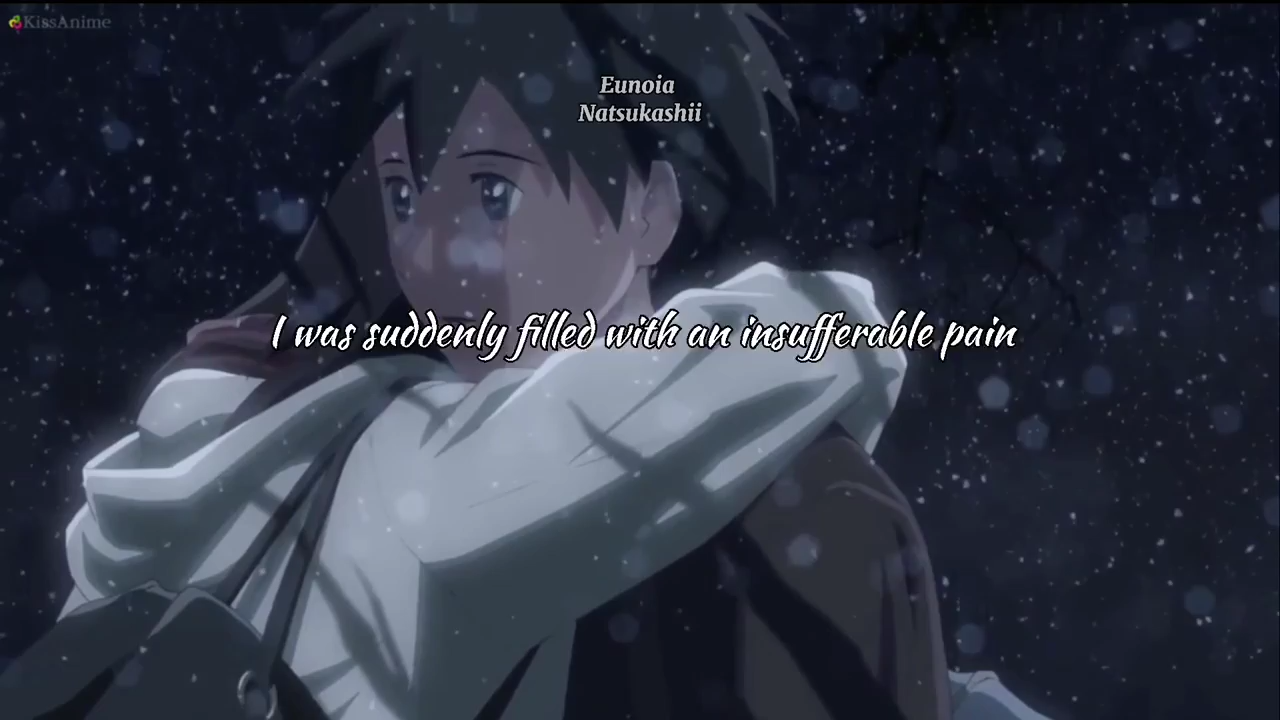 KissAnime
Eunoia
Natsukashii
I was suddenly filled with an insufferable pain